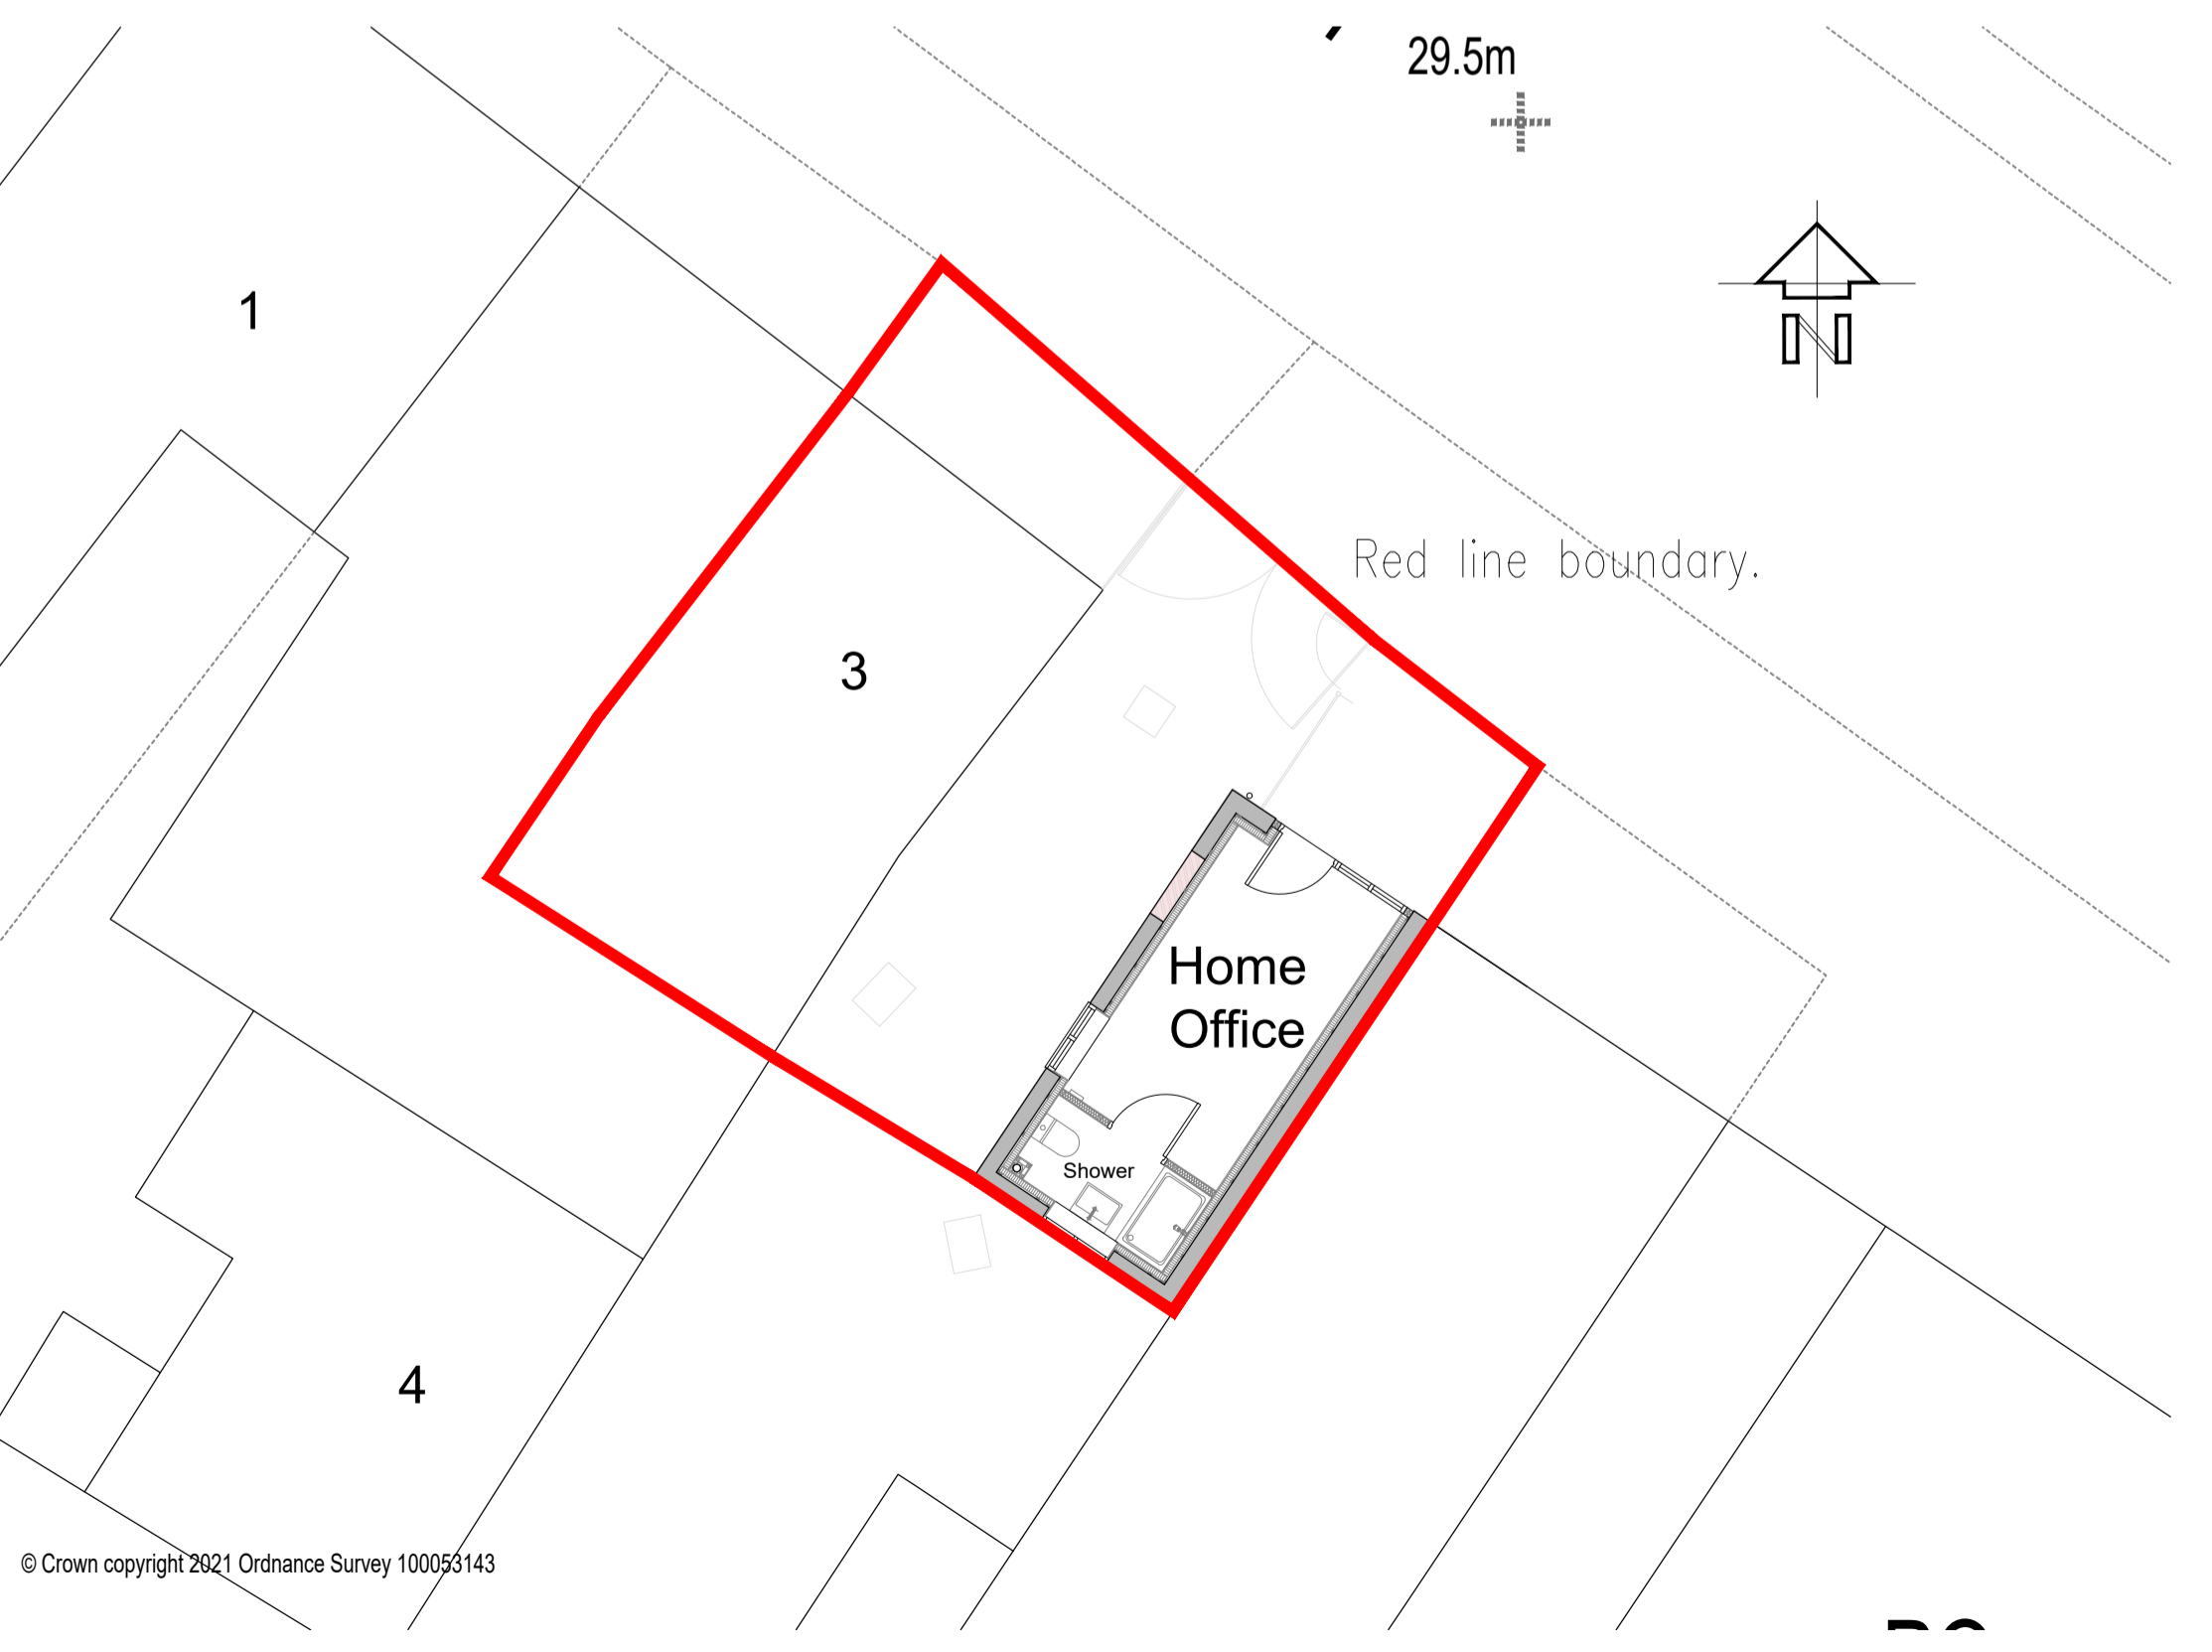 29.5m
N
1
Red line boundary.
3
Home
Office
Shower
4
© Crown copyright 2021 Ordnance Survey 100053143